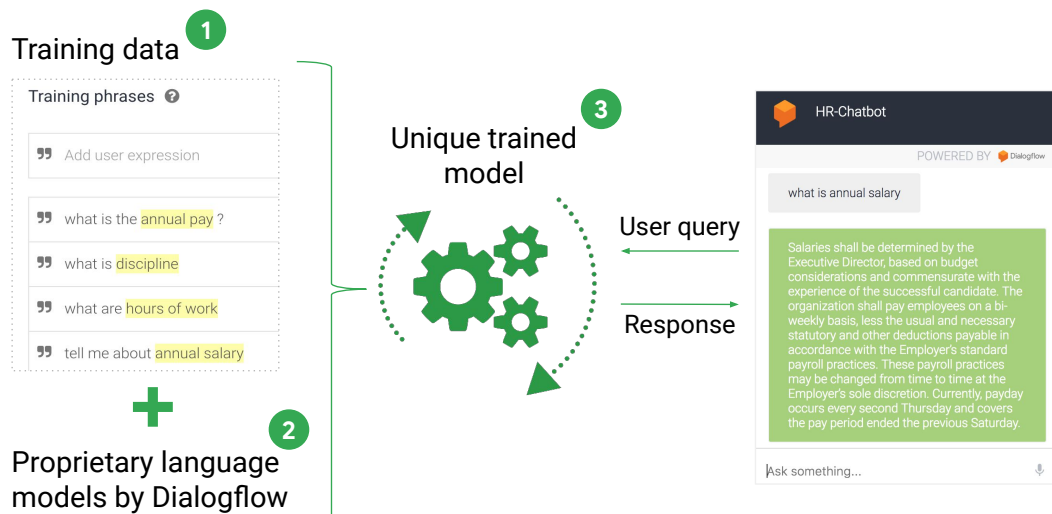 1
Training data
Training phrases ?
Add user expression
what is the annual pay ?
what is discipline
what are hours of work
tell me about annual salary
+
2
Proprietary language
models by Dialogflow
3
Unique trained
model
User query
Response
HR-Chatbot
POWERED BY Dialogflow
what is annual salary
Salaries shall be determined by the
Executive Director, based on budget
considerations and commensurate with the
experience of the successful candidate. The
organization shall pay employees on a bi-
weekly basis, less the usual and necessary
statutory and other deductions payable in
accordance with the Employer's standard
payroll practices. These payroll practices
may be changed from time to time at the
Employer's sole discretion. Currently, payday
occurs every second Thursday and covers
the pay period ended the previous Saturday.
Ask something...